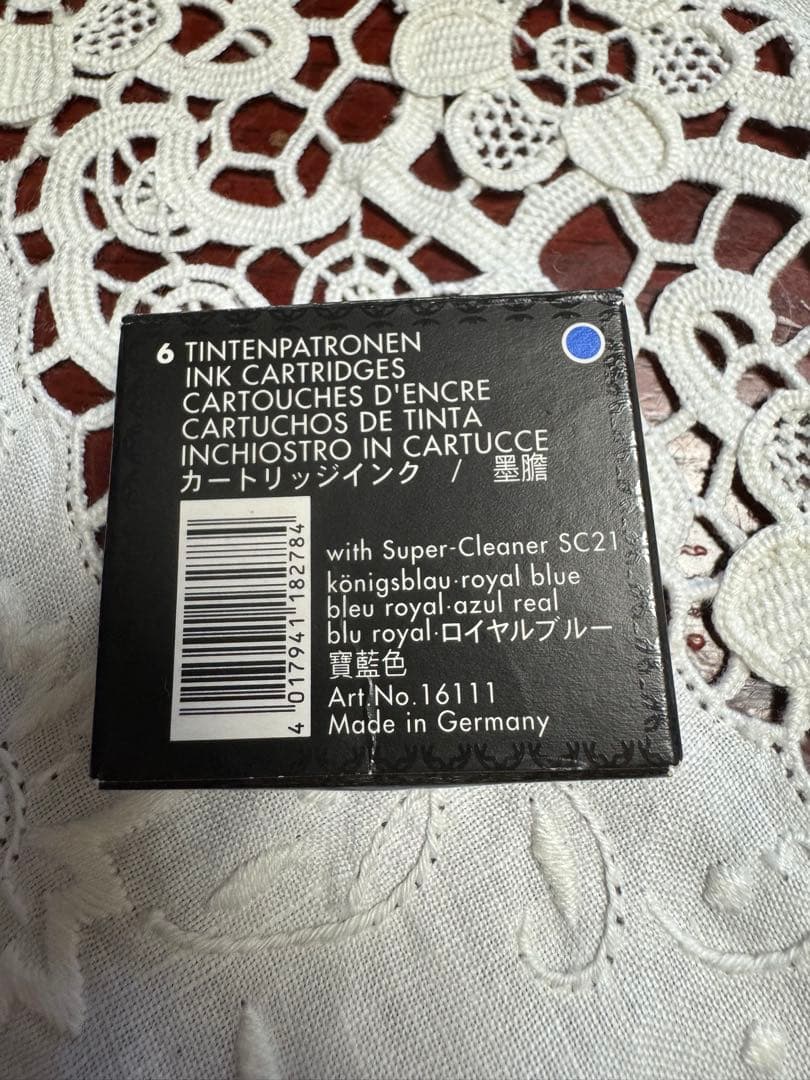 6 TINTENPATRONEN
INK CARTRIDGES
CARTOUCHES D'ENCRE
CARTUCHOS DE TINTA
INCHIOSTRO IN CARTUCCE
カートリッジインク / 墨膽
with Super-Cleaner SC21
königsblau·royal blue
bleu royal·azul real
blu royal·ロイヤルブルー
寶藍色
Art.No.16111
Made in Germany
4 017941 182784